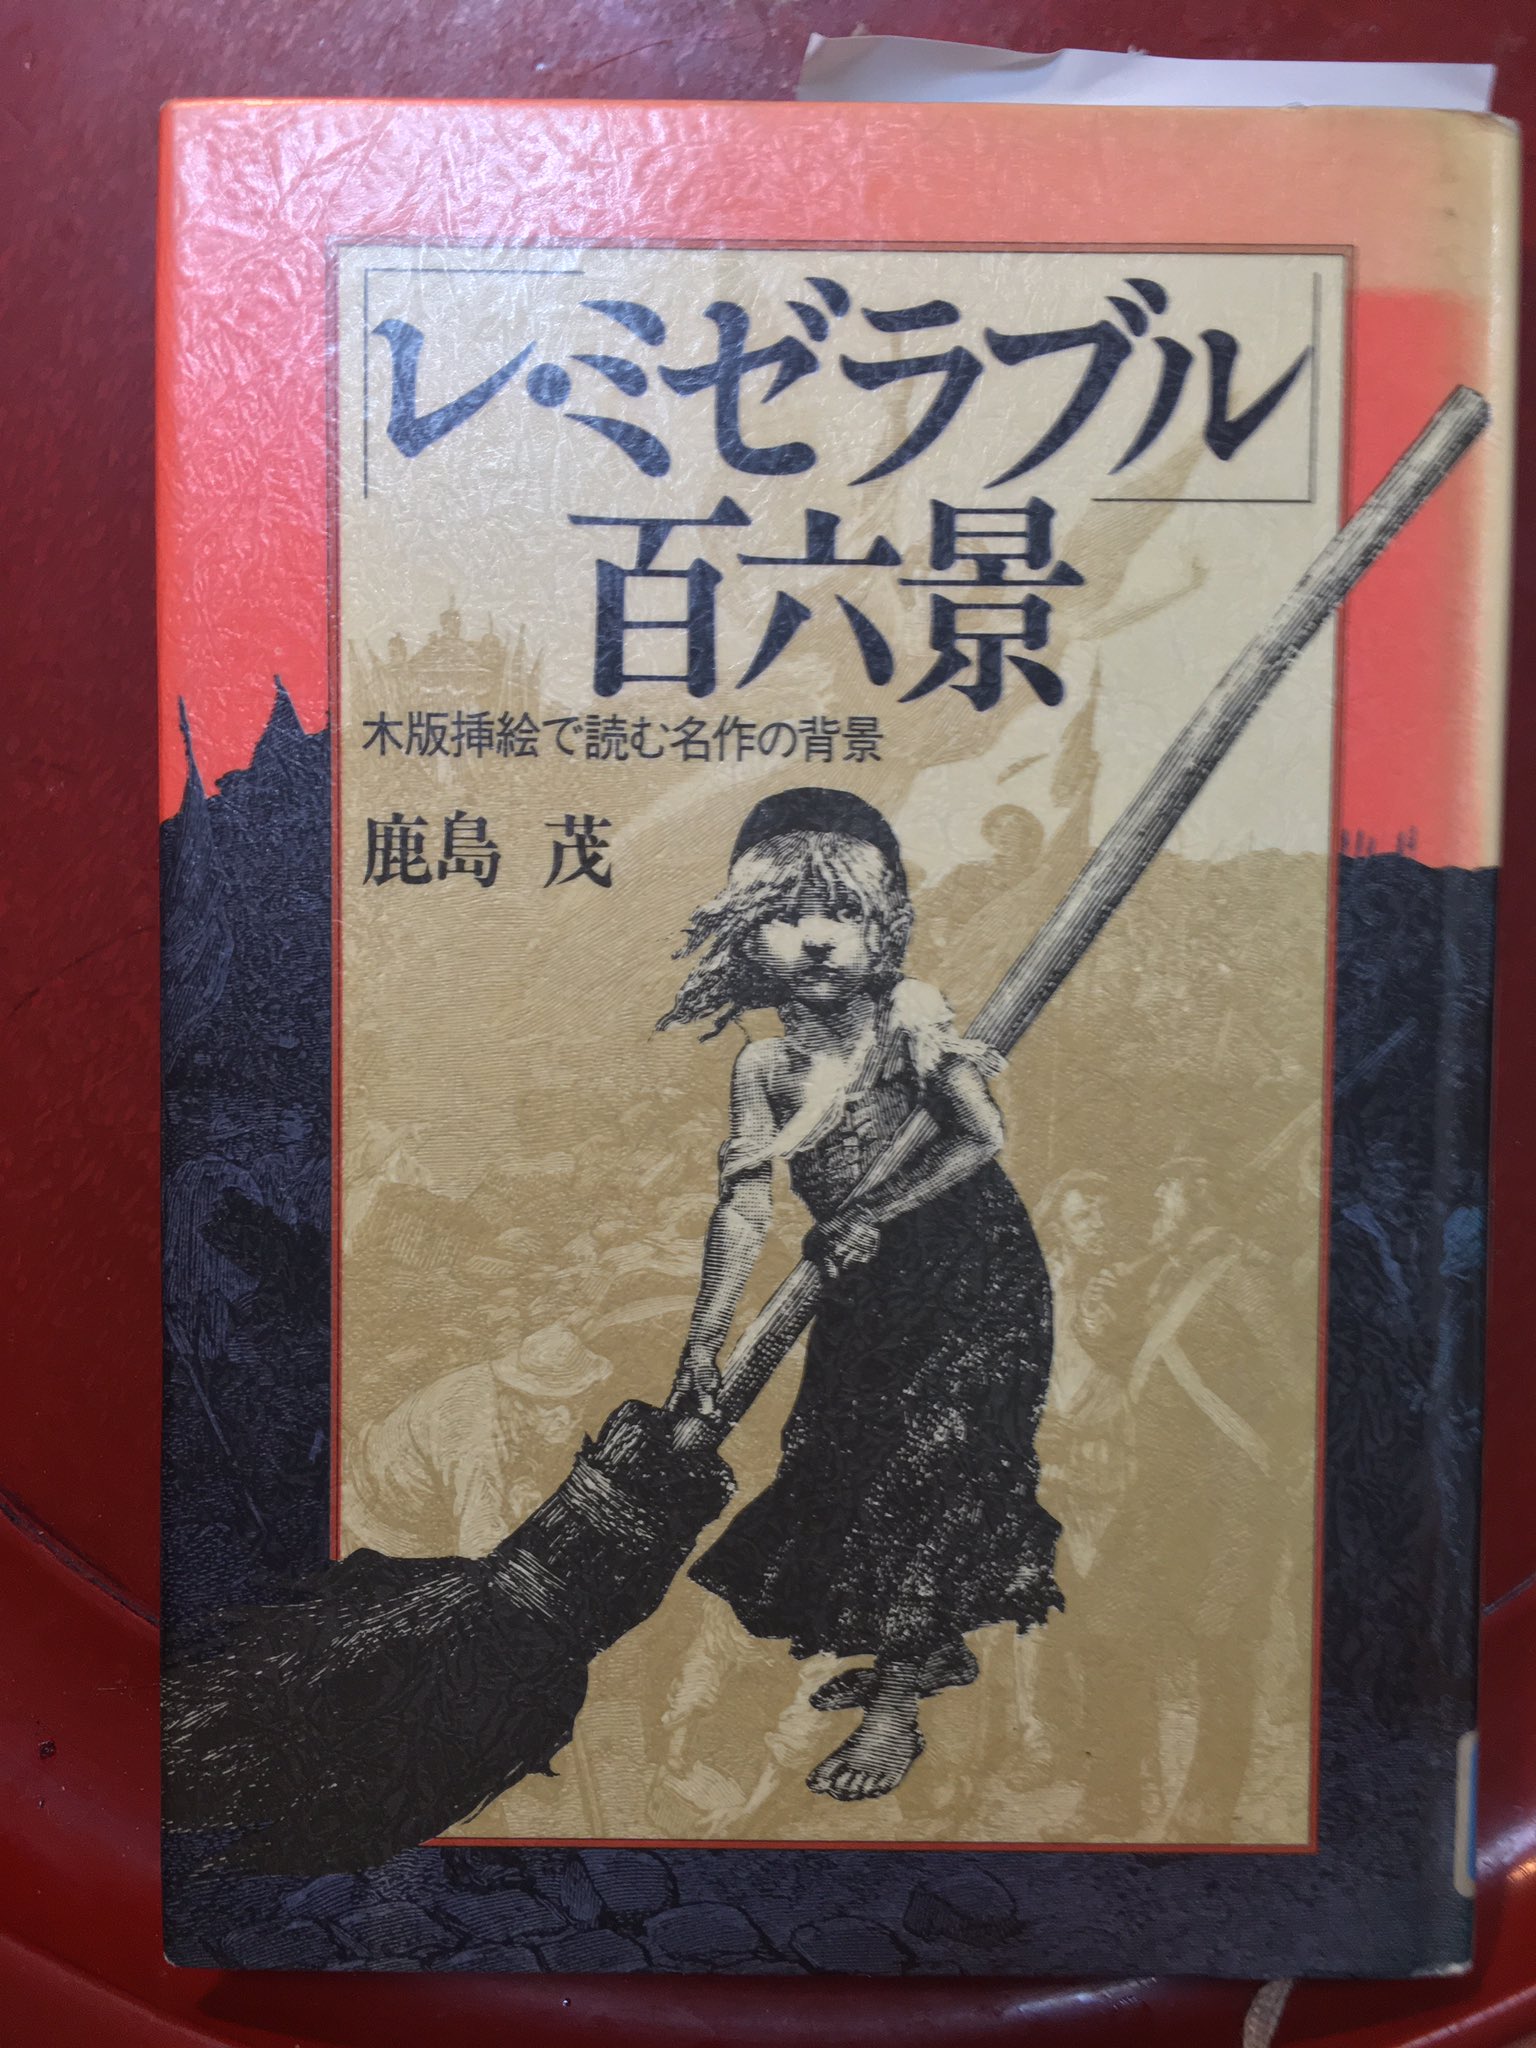 「レ・ミゼラブル」
百六景
木版挿絵で読む名作の背景
鹿島 茂